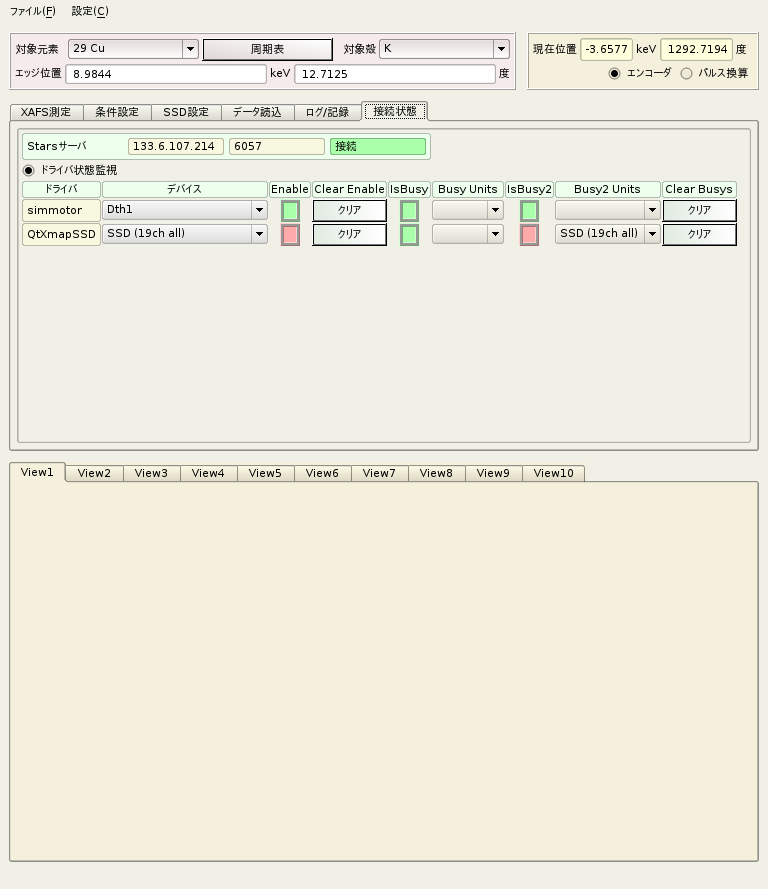 ファイル(F) 設定(C)
対象元素 29 Cu 周期表 対象殻 K 現在位置 -3.6577 keV 1292.7194 度
エッジ位置 8.9844 keV 12.7125 度 エンコーダ パルス換算
XAFS測定 条件設定 SSD設定 データ読込 ログ/記録 接続状態
Starsサーバ 133.6.107.214 6057 接続
ドライバ状態監視
ドライバ デバイス Enable Clear Enable IsBusy Busy Units IsBusy2 Busy2 Units Clear Busys
simmotor Dth1 クリア クリア
QtXmapSSD SSD (19ch all) クリア SSD (19ch all) クリア
View1 View2 View3 View4 View5 View6 View7 View8 View9 View10